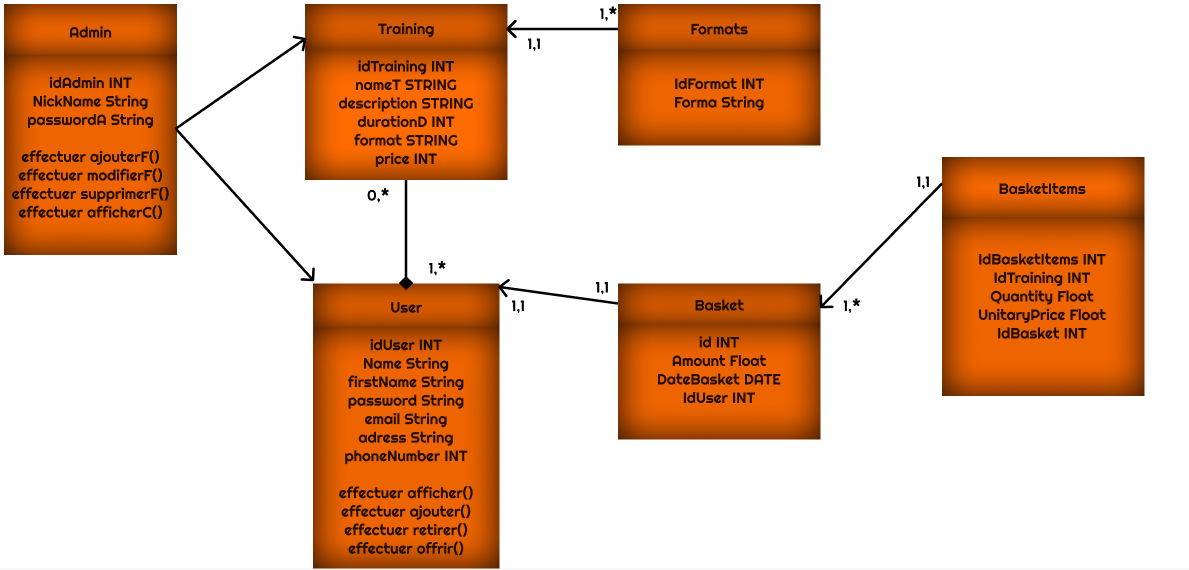 Admin
idAdmin INT
NickName String
passwordA String
effectuer ajouterF()
effectuer modifierF()
effectuer supprimerF()
effectuer afficherC()
Training
idTraining INT
nameT STRING
description STRING
durationD INT
format STRING
price INT
1,*
1,1
Formats
IdFormat INT
Forma String
0,*
1,*
User
idUser INT
Name String
firstName String
password String
email String
adress String
phoneNumber INT
effectuer afficher()
effectuer ajouter()
effectuer retirer()
effectuer offrir()
1,1
1,1
Basket
id INT
Amount Float
DateBasket DATE
IdUser INT
1,1
1,*
BasketItems
IdBasketItems INT
IdTraining INT
Quantity Float
UnitaryPrice Float
IdBasket INT